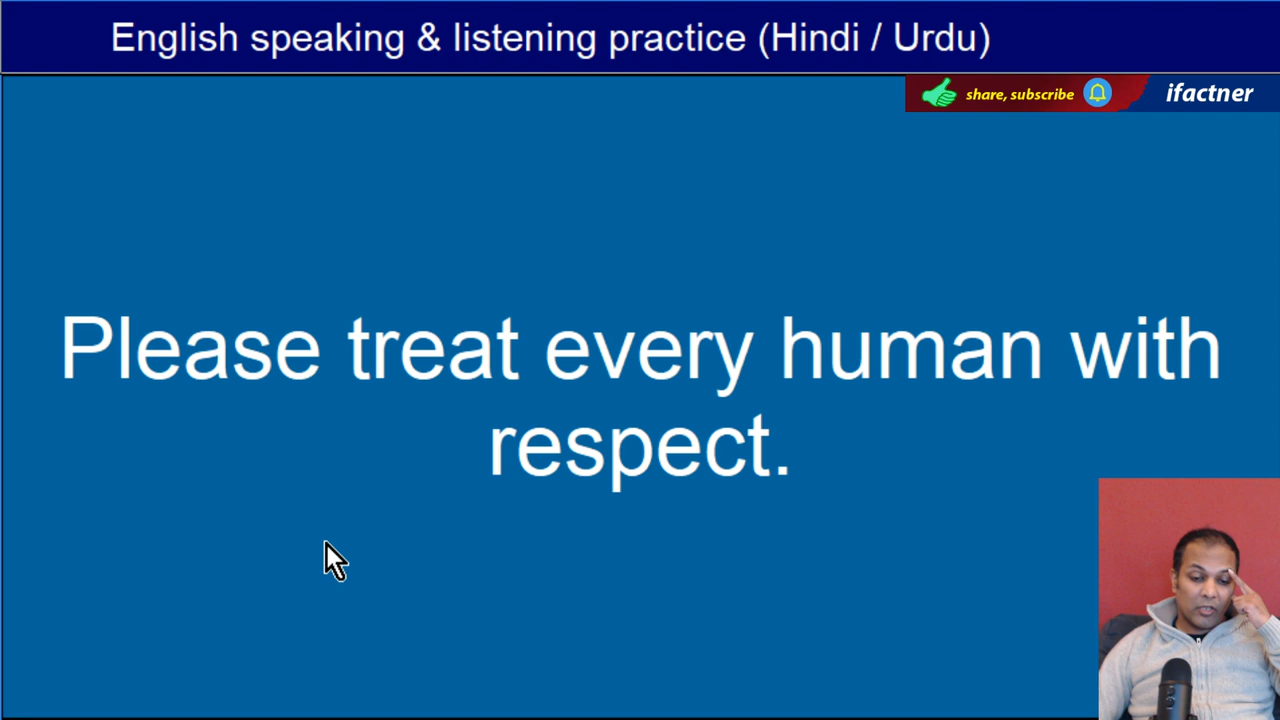 English speaking & listening practice (Hindi / Urdu)
share, subscribe
ifactner
Please treat every human with
respect.